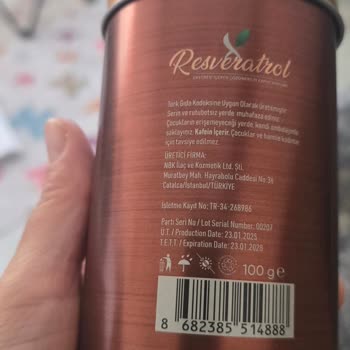 Resveratrol
Türk Gıda Kodeksine Uygun Olarak Üretilmiştir.
Serin ve rutubetsiz yerde muhafaza ediniz.
Çocukların erişemeyeceği yerde, kendi ambalajında
saklayınız. Kafein İçerir. Çocuklar ve hamile kadınlar
için tavsiye edilmez.
ÜRETİCİ FİRMA:
NBK İlaç ve Kozmetik Ltd. Şti.
Muratbey Mah. Hayrabolu Caddesi No 36
Çatalca/İstanbul/TÜRKİYE
İşletme Kayıt No: TR-34-268986
Parti Seri No / Lot Serial Number: 00207
Ü.T. / Production Date: 23.01.2025
T.E.T.T. / Expiration Date: 23.01.2026
100 g e
8 682385 514888